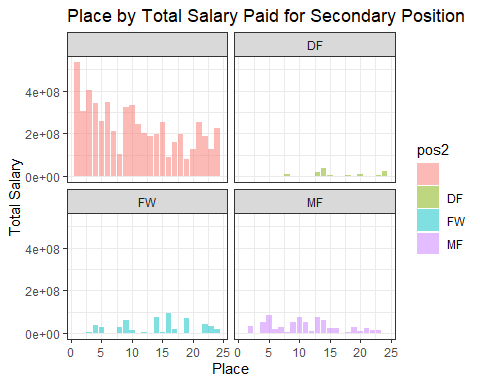 Place by Total Salary Paid for Secondary Position
DF
4e+08
2e+08
0e+00
FW
MF
4e+08
2e+08
0e+00
0 5 10 15 20 25 0 5 10 15 20 25
Place
Total Salary
pos2
DF
FW
MF